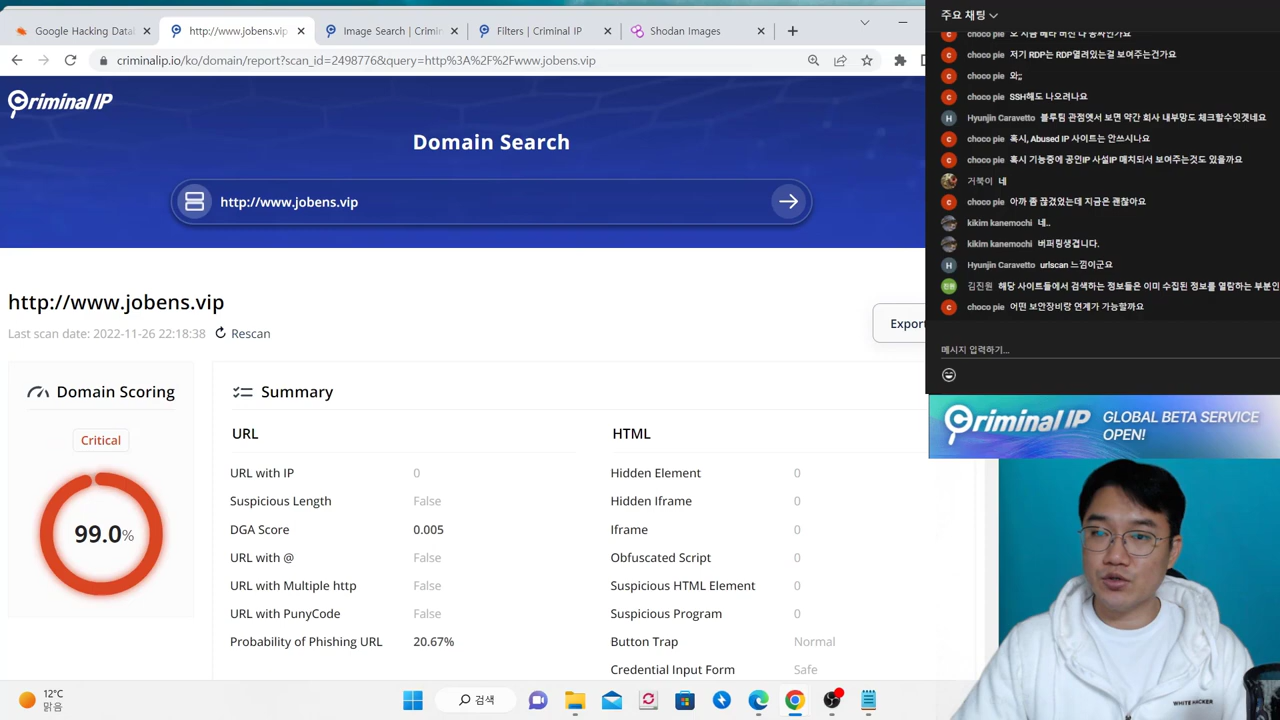 Google Hacking Datal
http://www.jobens.vip
Image Search | Crimin
Filters | Criminal IP
Shodan Images
criminalip.io/ko/domain/report?scan_id=2498776&query=http%3A%2F%2Fwww.jobens.vip
Criminal IP
Domain Search
http://www.jobens.vip
http://www.jobens.vip
Last scan date: 2022-11-26 22:18:38
Rescan
Export
Domain Scoring
Critical
99.0%
Summary
URL
URL with IP 0
Suspicious Length False
DGA Score 0.005
URL with @ False
URL with Multiple http False
URL with PunyCode False
Probability of Phishing URL 20.67%
HTML
Hidden Element 0
Hidden Iframe 0
Iframe 0
Obfuscated Script 0
Suspicious HTML Element 0
Suspicious Program 0
Button Trap Normal
Credential Input Form Safe
주요 채팅
choco pie
choco pie 저기 RDP는 RDP열려있는걸 보여주는건가요
choco pie 와;;
choco pie SSH해도 나오려나요
Hyunjin Caravetto 블루팀 관점앳서 보면 약간 회사 내부망도 체크할수잇겟네요
choco pie 혹시, Abused IP 사이트는 안쓰시나요
choco pie 혹시 기능중에 공인IP 사설IP 매치되서 보여주는것도 있을까요
거북이 네
choco pie 아까 좀 끊겼었는데 지금은 괜찮아요
kikim kanemochi 네..
kikim kanemochi 버퍼링생겹니다.
Hyunjin Caravetto urlscan 느낌이군요
김진원 해당 사이트들에서 검색하는 정보들은 이미 수집된 정보를 열람하는 부분인
choco pie 어떤 보안장비랑 연계가 가능할까요
메시지 입력하기...
Criminal IP
GLOBAL BETA SERVICE
OPEN!
WHITE HACKER
12°C
맑음
검색